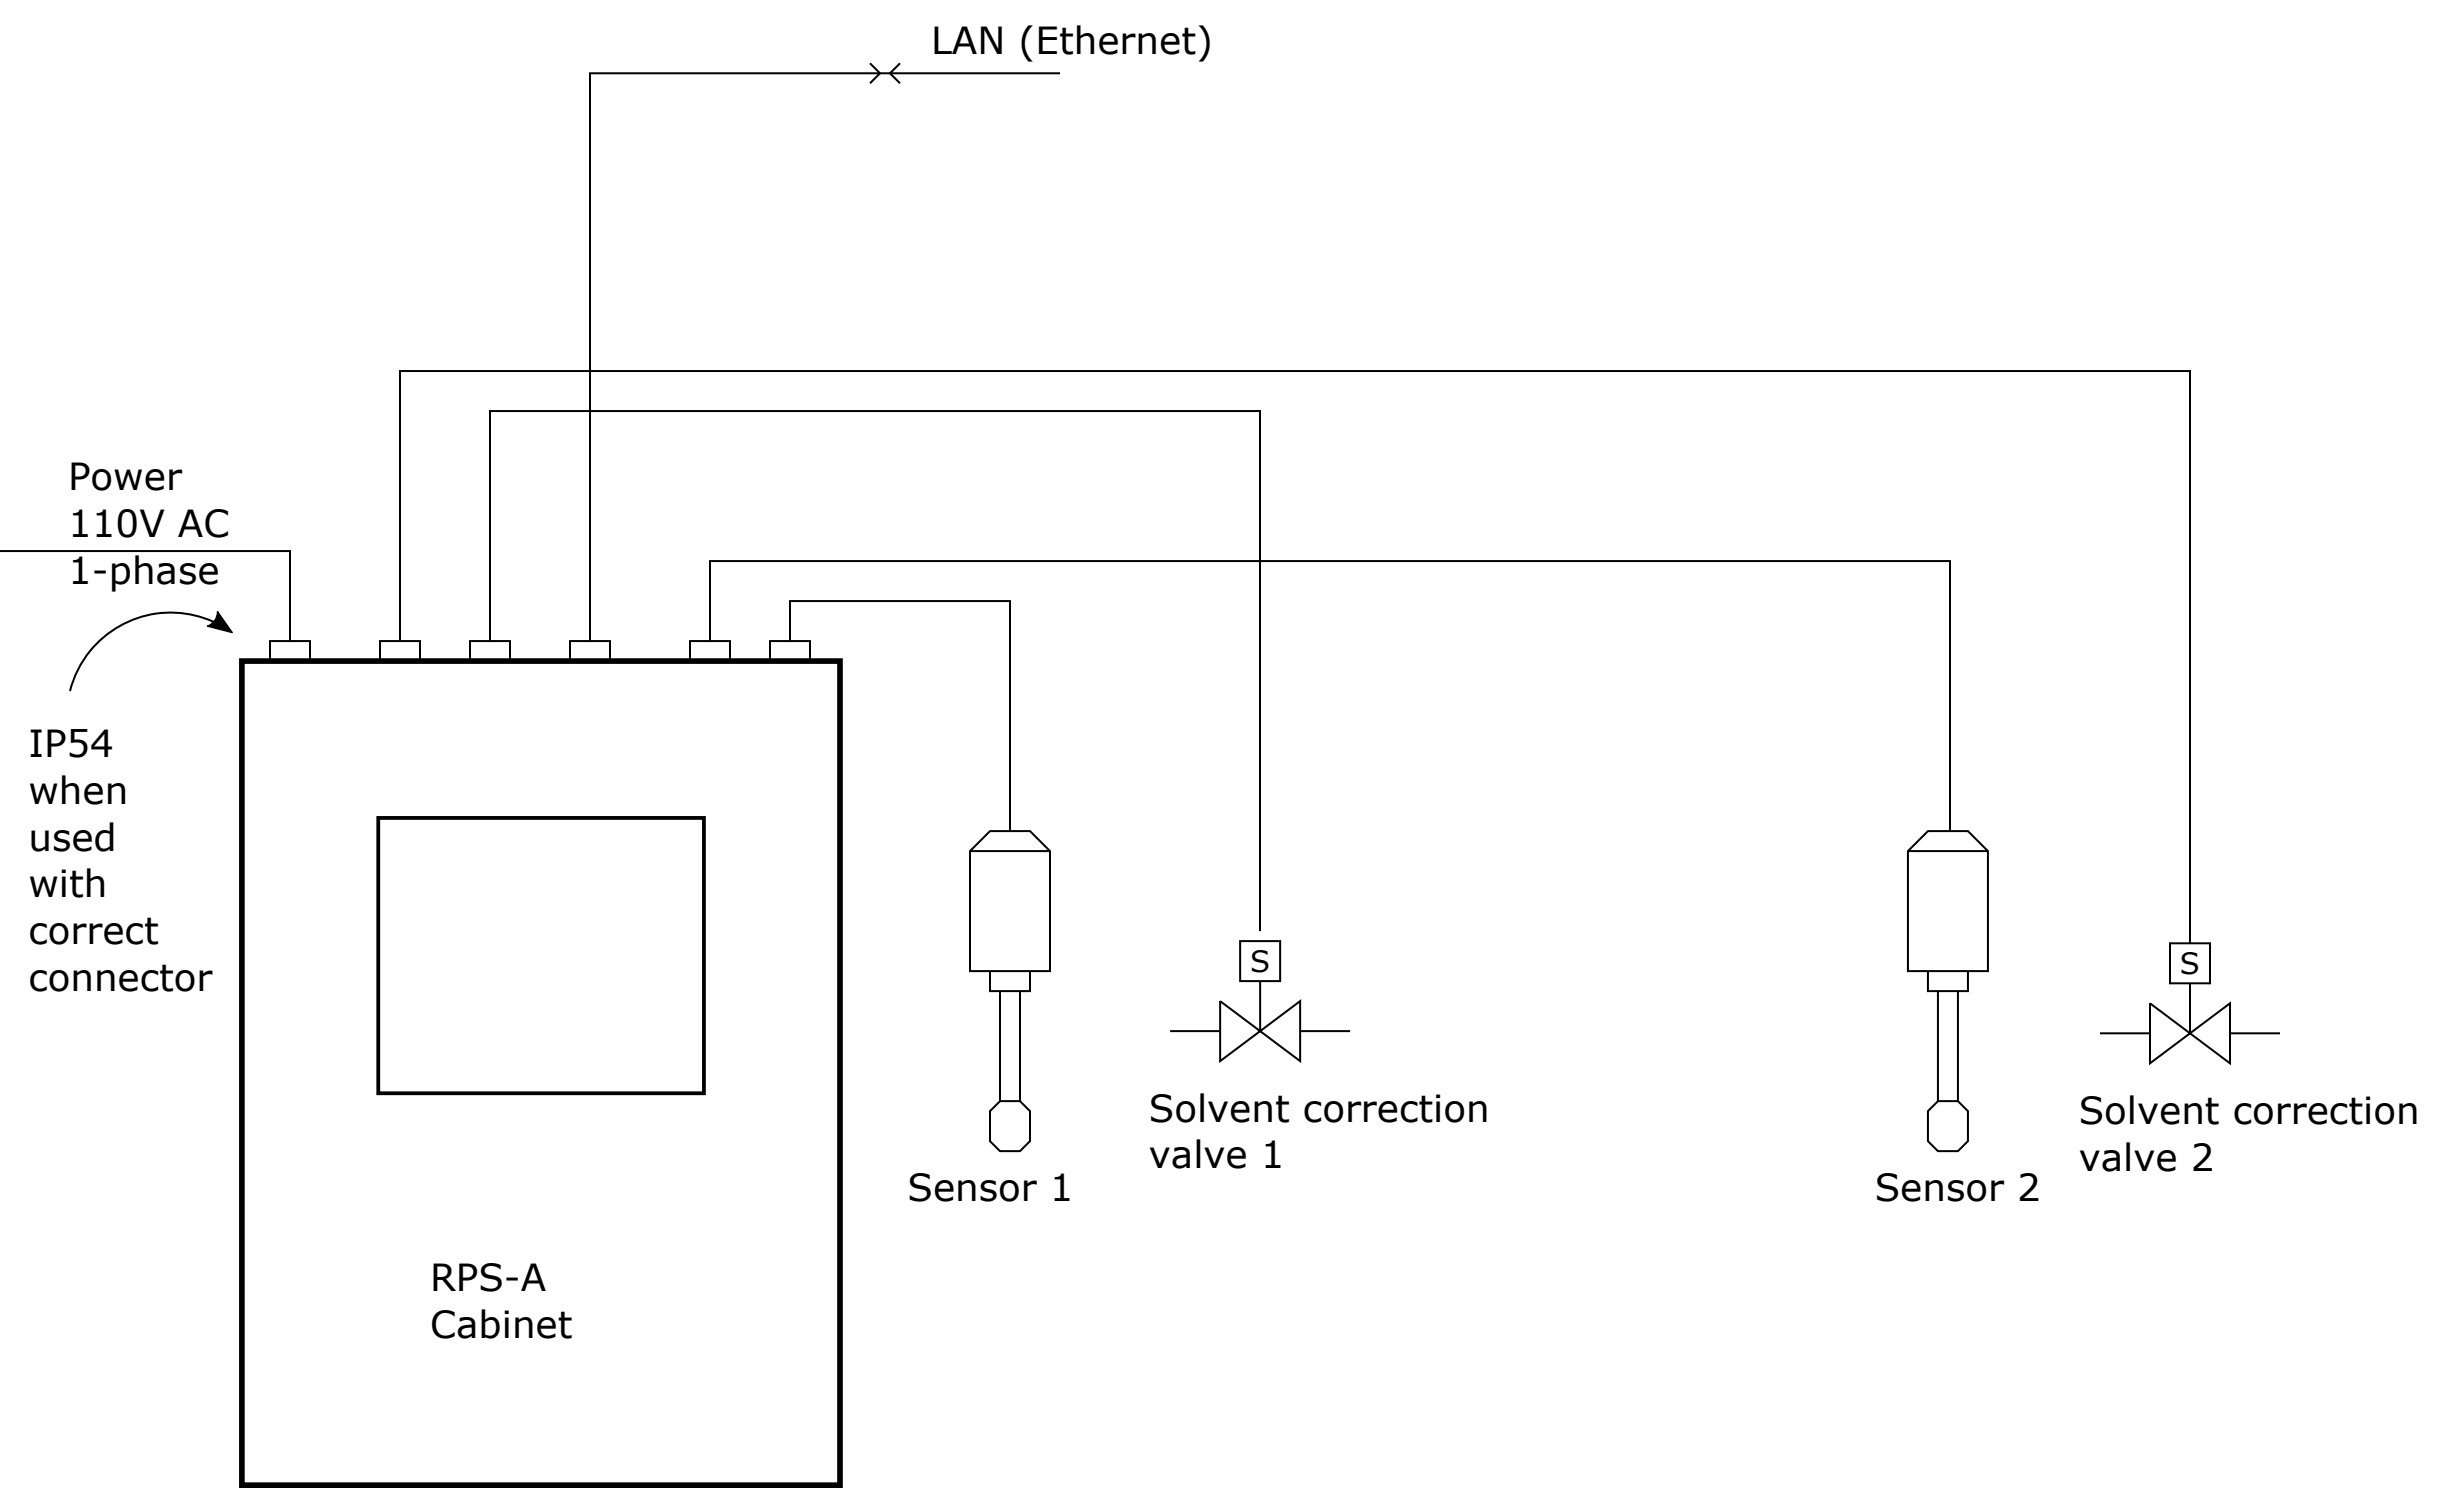 LAN (Ethernet)
Power
110V AC
1-phase
IP54
when
used
with
correct
connector
S
S
Solvent correction
valve 1
Solvent correction
valve 2
Sensor 1
Sensor 2
RPS-A
Cabinet